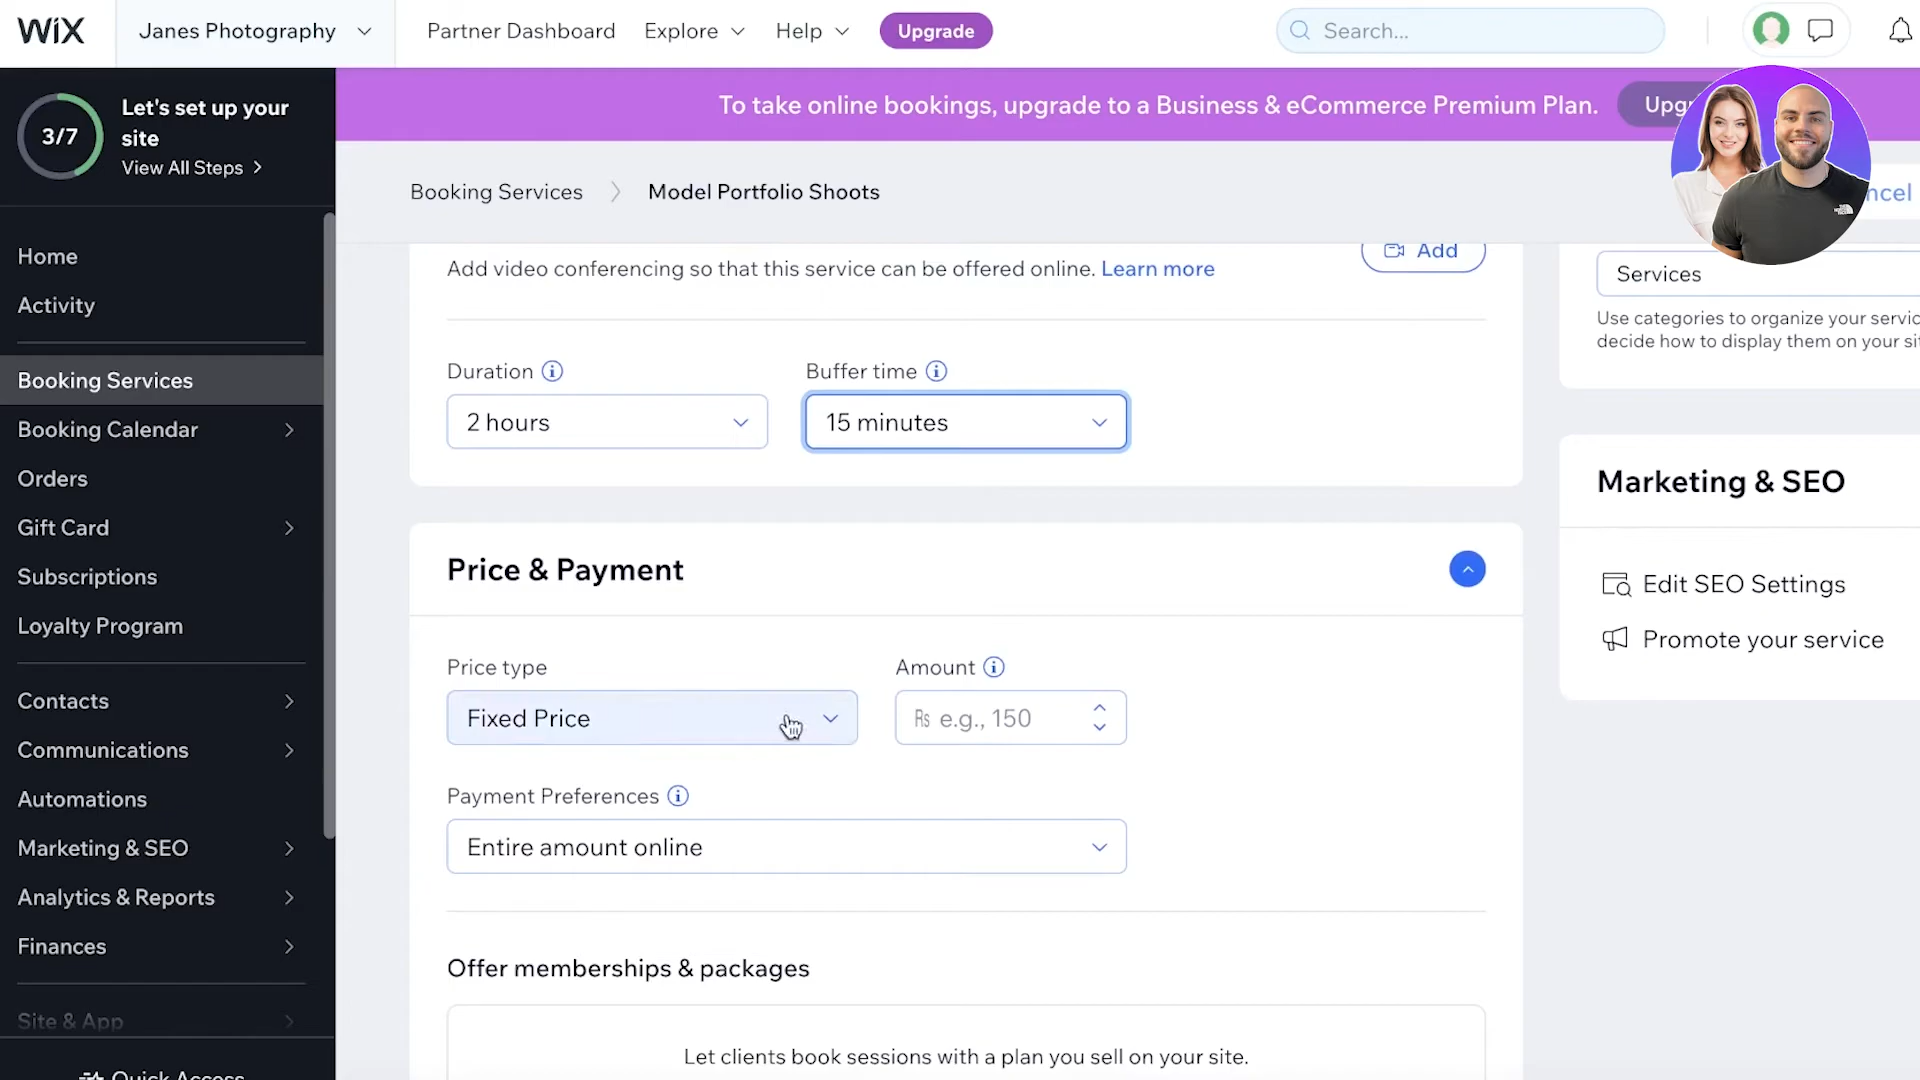 WiX
Janes Photography
Partner Dashboard
Explore
Help
Upgrade
Search...
To take online bookings, upgrade to a Business & eCommerce Premium Plan.
3/7
Let's set up your
site
View All Steps
Home
Activity
Booking Services
Booking Calendar
Orders
Gift Card
Subscriptions
Loyalty Program
Contacts
Communications
Automations
Marketing & SEO
Analytics & Reports
Finances
Site & App
Quick Access
Booking Services
Model Portfolio Shoots
Add video conferencing so that this service can be offered online. Learn more
Add
Duration
Buffer time
2 hours
15 minutes
Price & Payment
Price type
Amount
Fixed Price
Rs e.g., 150
Payment Preferences
Entire amount online
Offer memberships & packages
Let clients book sessions with a plan you sell on your site.
Services
Use categories to organize your
decide how to display them on your
Marketing & SEO
Edit SEO Settings
Promote your service